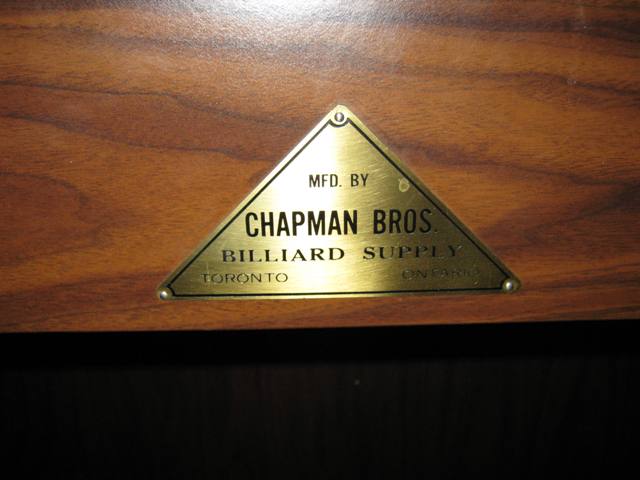 MFD. BY
CHAPMAN BROS.
BILLIARD SUPPLY
TORONTO ONTARIO